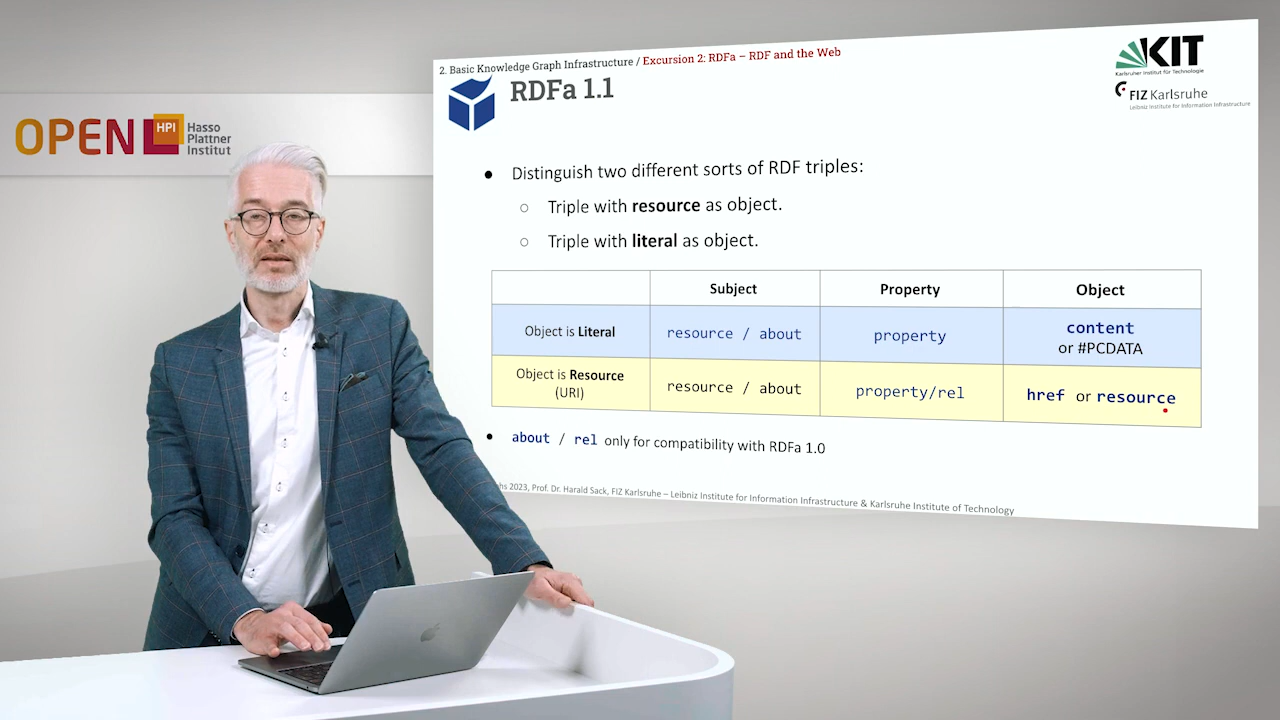 OPEN HPI Hasso
Plattner
Institut
2. Basic Knowledge Graph Infrastructure / Excursion 2: RDFa – RDF and the Web
RDFa 1.1
KIT
Karlsruher Institut für Technologie
FIZ Karlsruhe
Leibniz Institute for Information Infrastructure
● Distinguish two different sorts of RDF triples:
○ Triple with resource as object.
○ Triple with literal as object.
Subject Property Object
Object is Literal resource / about property content
or #PCDATA
Object is Resource
(URI) resource / about property/rel href or resource
● about / rel only for compatibility with RDFa 1.0
2023, Prof. Dr. Harald Sack, FIZ Karlsruhe – Leibniz Institute for Information Infrastructure & Karlsruhe Institute of Technology